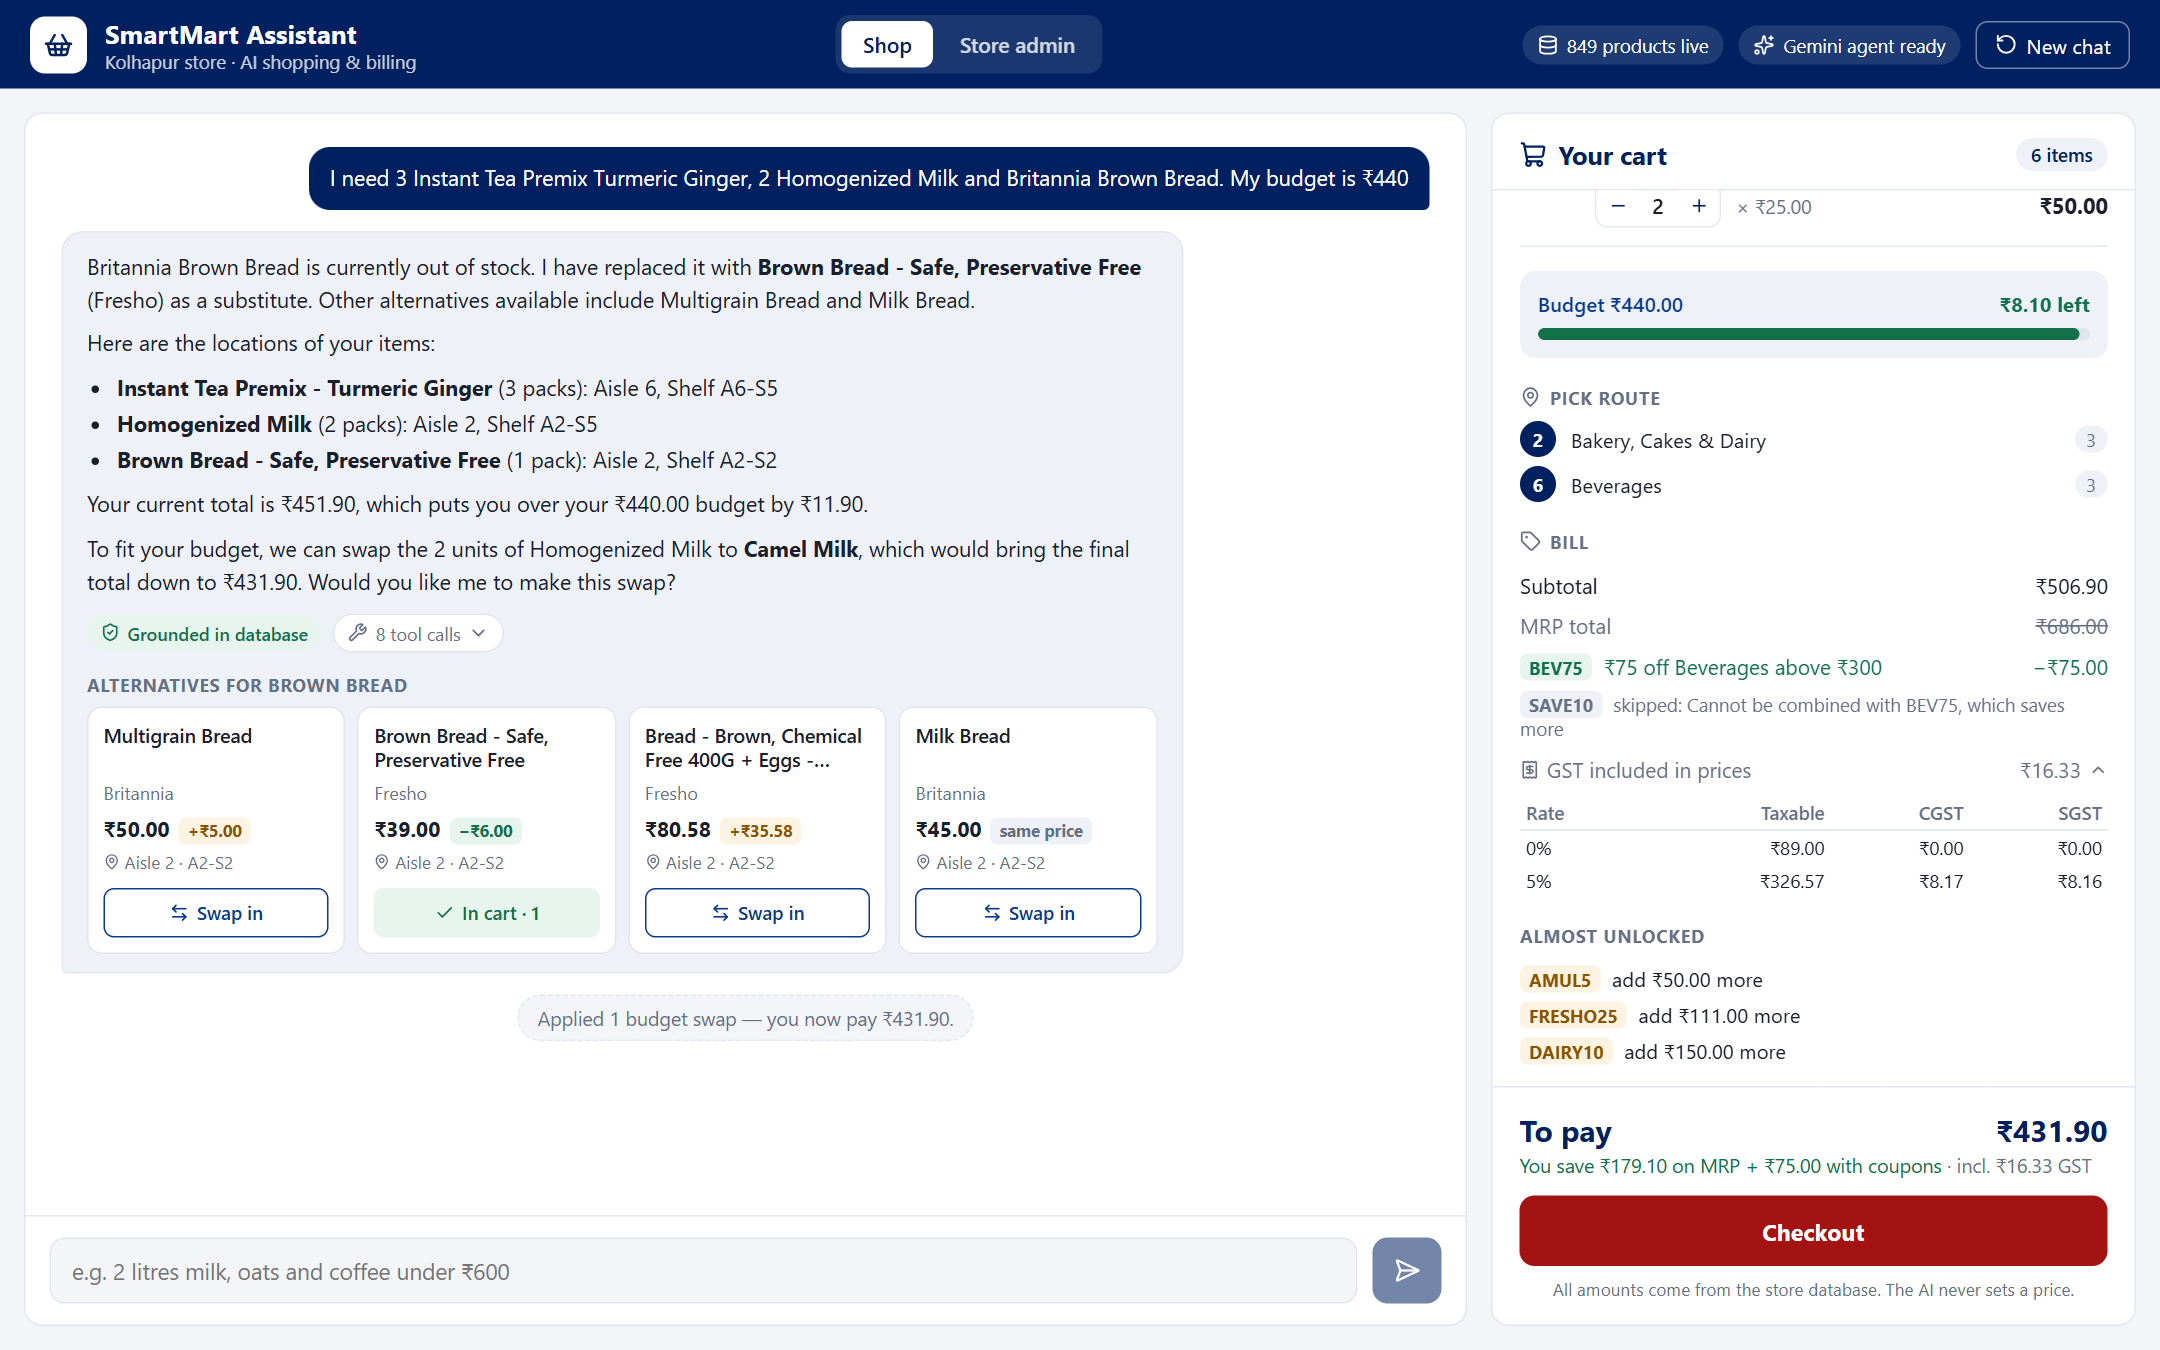 SmartMart Assistant
Kolhapur store · AI shopping & billing
Shop
Store admin
849 products live
Gemini agent ready
New chat
I need 3 Instant Tea Premix Turmeric Ginger, 2 Homogenized Milk and Britannia Brown Bread. My budget is ₹440
Britannia Brown Bread is currently out of stock. I have replaced it with Brown Bread - Safe, Preservative Free
(Fresho) as a substitute. Other alternatives available include Multigrain Bread and Milk Bread.
Here are the locations of your items:
• Instant Tea Premix - Turmeric Ginger (3 packs): Aisle 6, Shelf A6-S5
• Homogenized Milk (2 packs): Aisle 2, Shelf A2-S5
• Brown Bread - Safe, Preservative Free (1 pack): Aisle 2, Shelf A2-S2
Your current total is ₹451.90, which puts you over your ₹440.00 budget by ₹11.90.
To fit your budget, we can swap the 2 units of Homogenized Milk to Camel Milk, which would bring the final
total down to ₹431.90. Would you like me to make this swap?
Grounded in database
8 tool calls
ALTERNATIVES FOR BROWN BREAD
Multigrain Bread
Britannia
₹50.00 +₹5.00
Aisle 2 · A2-S2
Swap in
Brown Bread - Safe,
Preservative Free
Fresho
₹39.00 −₹6.00
Aisle 2 · A2-S2
In cart · 1
Bread - Brown, Chemical
Free 400G + Eggs -...
Fresho
₹80.58 +₹35.58
Aisle 2 · A2-S2
Swap in
Milk Bread
Britannia
₹45.00 same price
Aisle 2 · A2-S2
Swap in
Applied 1 budget swap — you now pay ₹431.90.
e.g. 2 litres milk, oats and coffee under ₹600
Your cart
6 items
− 2 + × ₹25.00 ₹50.00
Budget ₹440.00 ₹8.10 left
PICK ROUTE
2 Bakery, Cakes & Dairy 3
6 Beverages 3
BILL
Subtotal ₹506.90
MRP total ₹686.00
BEV75 ₹75 off Beverages above ₹300 −₹75.00
SAVE10 skipped: Cannot be combined with BEV75, which saves
more
GST included in prices ₹16.33
Rate Taxable CGST SGST
0% ₹89.00 ₹0.00 ₹0.00
5% ₹326.57 ₹8.17 ₹8.16
ALMOST UNLOCKED
AMUL5 add ₹50.00 more
FRESHO25 add ₹111.00 more
DAIRY10 add ₹150.00 more
To pay ₹431.90
You save ₹179.10 on MRP + ₹75.00 with coupons · incl. ₹16.33 GST
Checkout
All amounts come from the store database. The AI never sets a price.